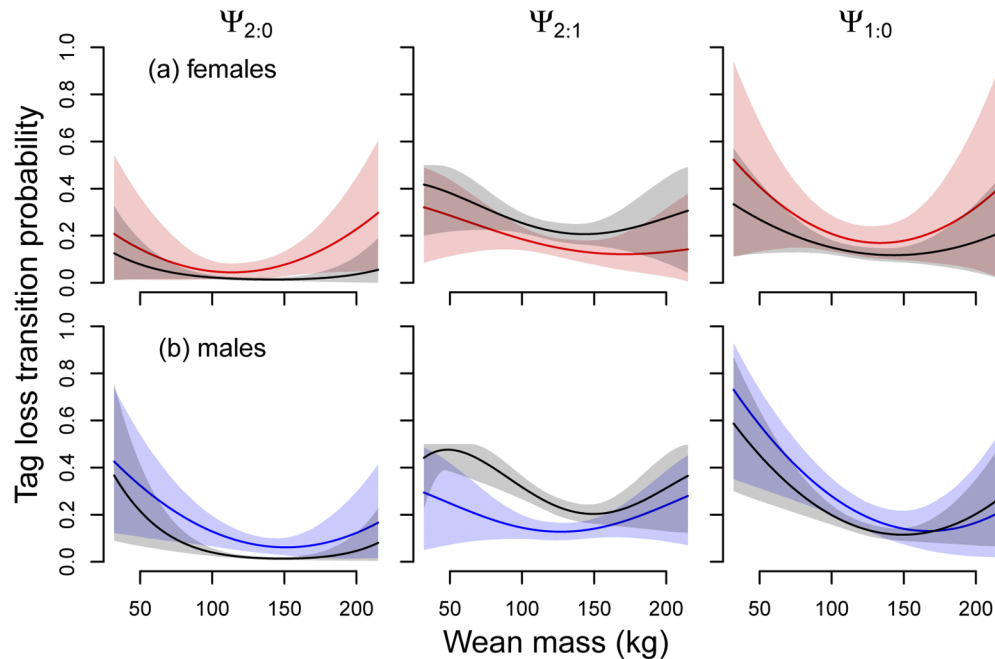 Ψ2:0 Ψ2:1 Ψ1:0
Tag loss transition probability
(a) females
0.0 0.2 0.4 0.6 0.8 1.0
(b) males
0.0 0.2 0.4 0.6 0.8 1.0
50 100 150 200 50 100 150 200 50 100 150 200
Wean mass (kg)